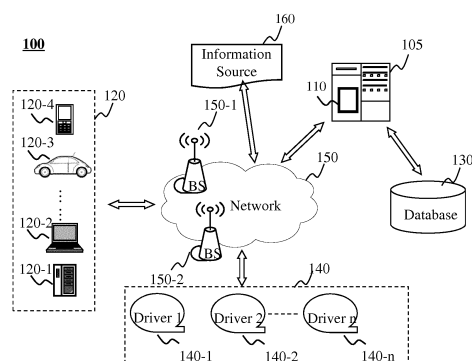 100
160
Information
Source
105
110
120-4
120
120-3
120-2
120-1
150-1
BS
150
Network
BS
150-2
130
Database
140
Driver 1
Driver 2
Driver n
140-1
140-2
140-n